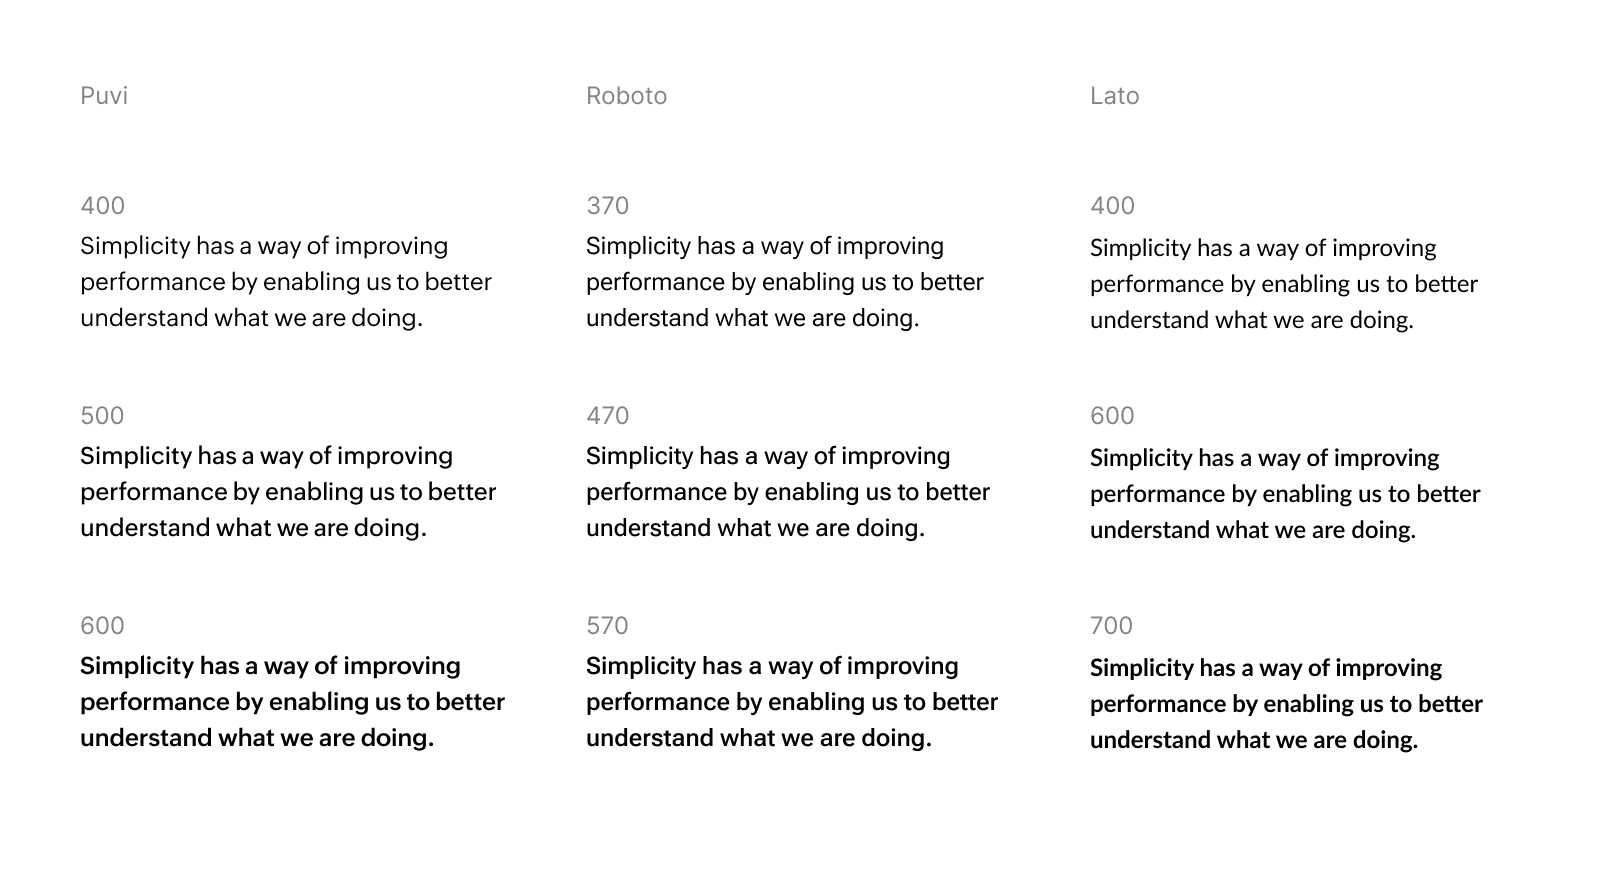 Puvi
400
Simplicity has a way of improving
performance by enabling us to better
understand what we are doing.
500
Simplicity has a way of improving
performance by enabling us to better
understand what we are doing.
600
Simplicity has a way of improving
performance by enabling us to better
understand what we are doing.
Roboto
370
Simplicity has a way of improving
performance by enabling us to better
understand what we are doing.
470
Simplicity has a way of improving
performance by enabling us to better
understand what we are doing.
570
Simplicity has a way of improving
performance by enabling us to better
understand what we are doing.
Lato
400
Simplicity has a way of improving
performance by enabling us to better
understand what we are doing.
600
Simplicity has a way of improving
performance by enabling us to better
understand what we are doing.
700
Simplicity has a way of improving
performance by enabling us to better
understand what we are doing.